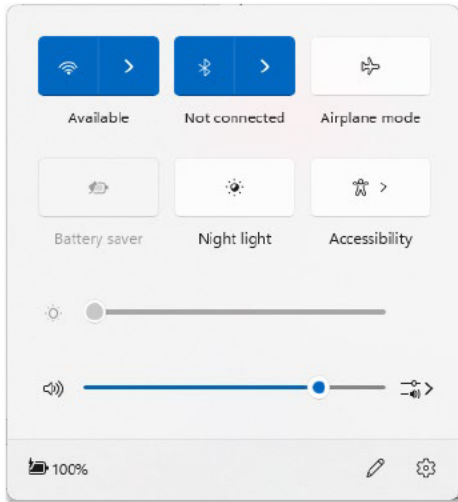 Available
Not connected
Airplane mode
Battery saver
Night light
Accessibility
100%